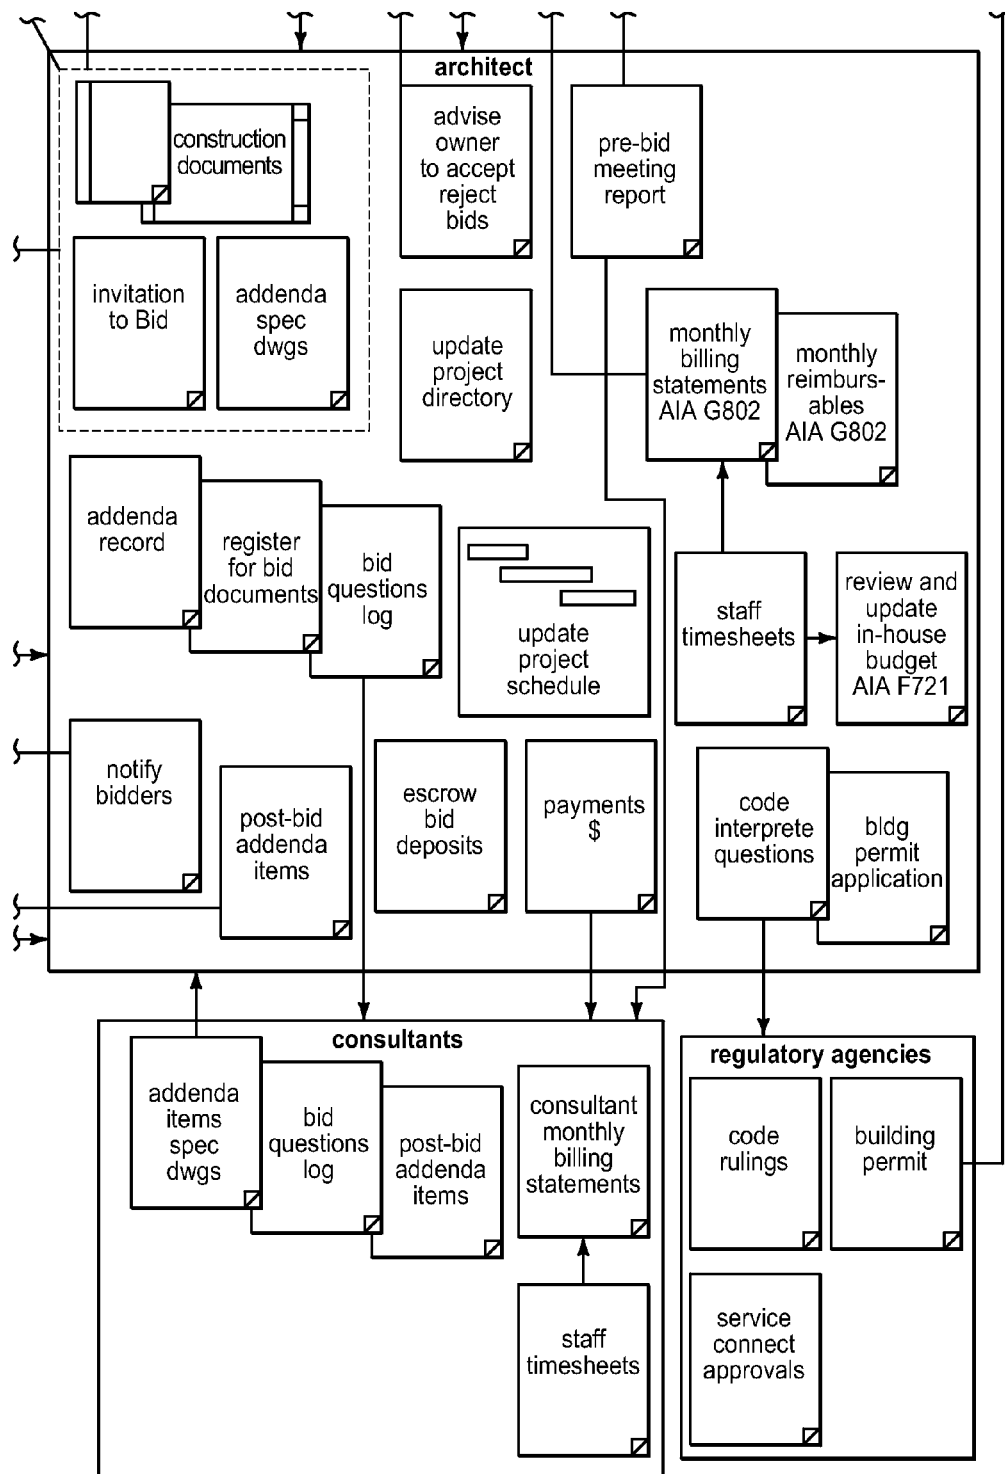 architect
construction
documents
advise
owner
to accept
reject
bids
pre-bid
meeting
report
invitation
to Bid
addenda
spec
dwgs
update
project
directory
monthly
billing
statements
AIA G802
monthly
reimburs-
ables
AIA G802
addenda
record
register
for bid
documents
bid
questions
log
update
project
schedule
staff
timesheets
review and
update
in-house
budget
AIA F721
notify
bidders
post-bid
addenda
items
escrow
bid
deposits
payments
$
code
interprete
questions
bldg
permit
application
consultants
addenda
items
spec
dwgs
bid
questions
log
post-bid
addenda
items
consultant
monthly
billing
statements
staff
timesheets
regulatory agencies
code
rulings
building
permit
service
connect
approvals